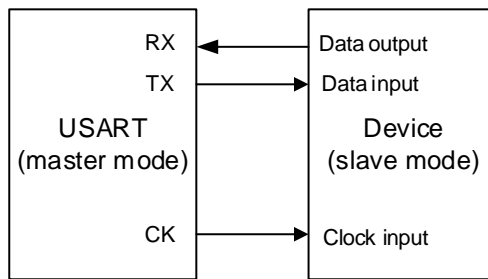 RX
Data output
TX
Data input
USART
(master mode)
Device
(slave mode)
CK
Clock input